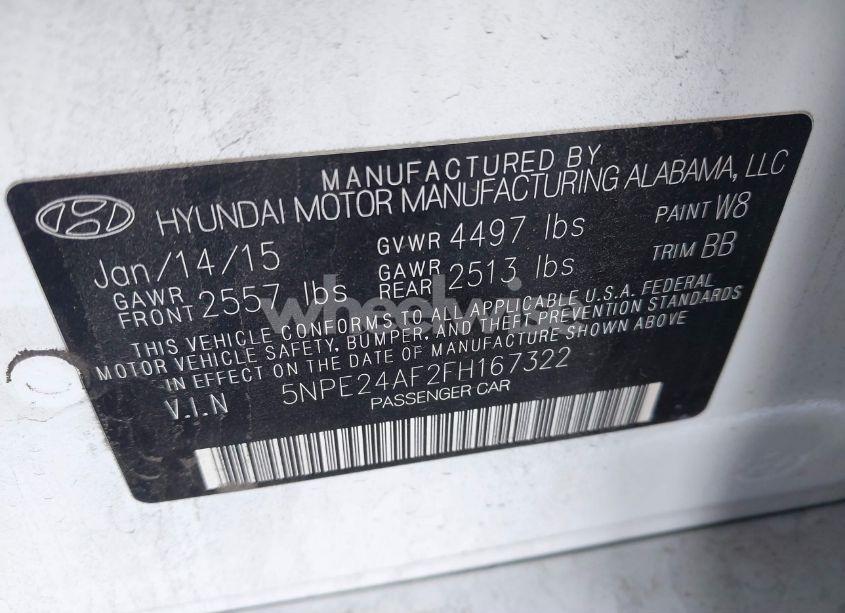 MANUFACTURED BY
HYUNDAI MOTOR MANUFACTURING ALABAMA, LLC
Jan/14/15 GVWR 4497 lbs PAINT W8
GAWR FRONT 2557 lbs GAWR REAR 2513 lbs TRIM BB
THIS VEHICLE CONFORMS TO ALL APPLICABLE U.S.A. FEDERAL
MOTOR VEHICLE SAFETY, BUMPER, AND THEFT PREVENTION STANDARDS
IN EFFECT ON THE DATE OF MANUFACTURE SHOWN ABOVE
V.I.N 5NPE24AF2FH167322
PASSENGER CAR
wheelwise